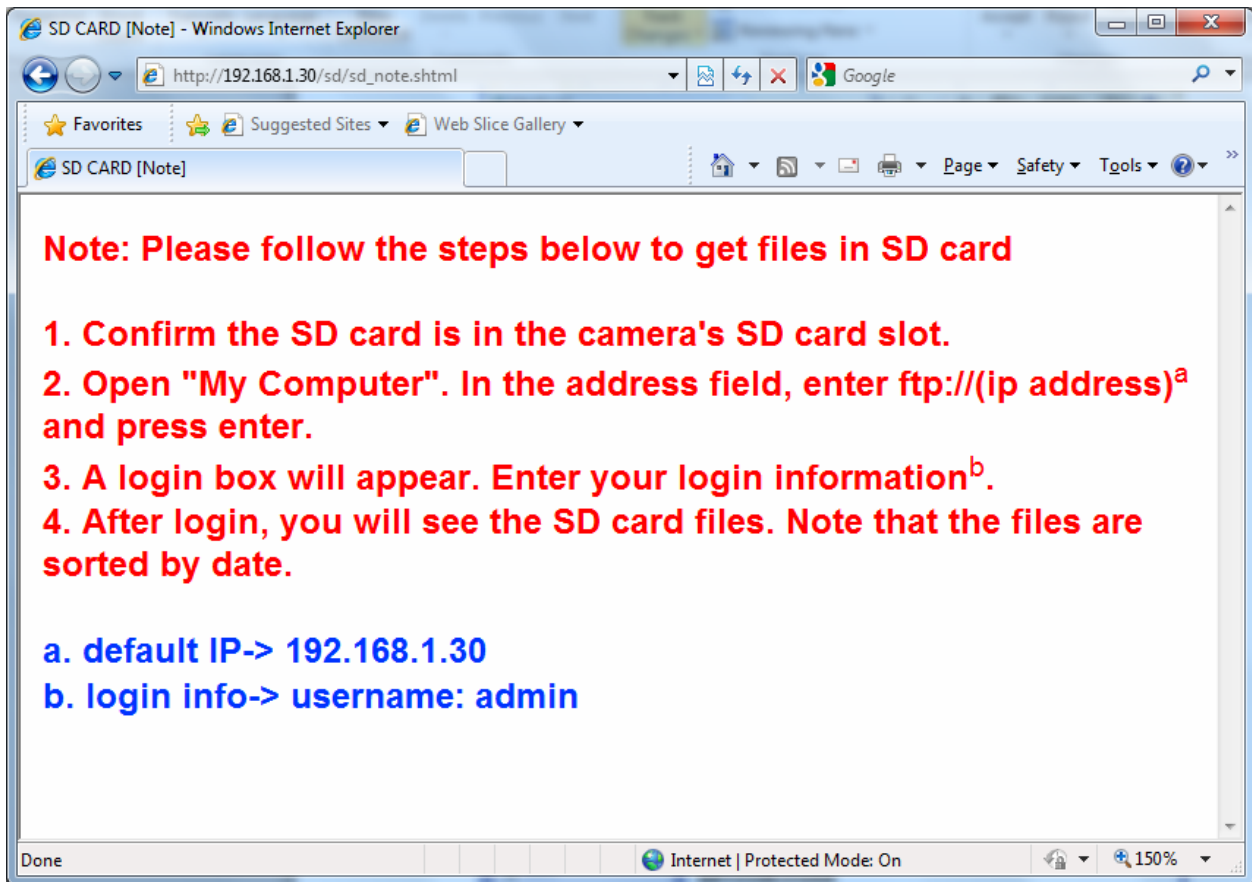 SD CARD [Note] - Windows Internet Explorer
http://192.168.1.30/sd/sd_note.shtml
Google
Favorites Suggested Sites Web Slice Gallery
SD CARD [Note] Page Safety Tools
Note: Please follow the steps below to get files in SD card
1. Confirm the SD card is in the camera's SD card slot.
2. Open "My Computer". In the address field, enter ftp://(ip address)a
and press enter.
3. A login box will appear. Enter your login informationb.
4. After login, you will see the SD card files. Note that the files are
sorted by date.
a. default IP-> 192.168.1.30
b. login info-> username: admin
Done Internet | Protected Mode: On 150%